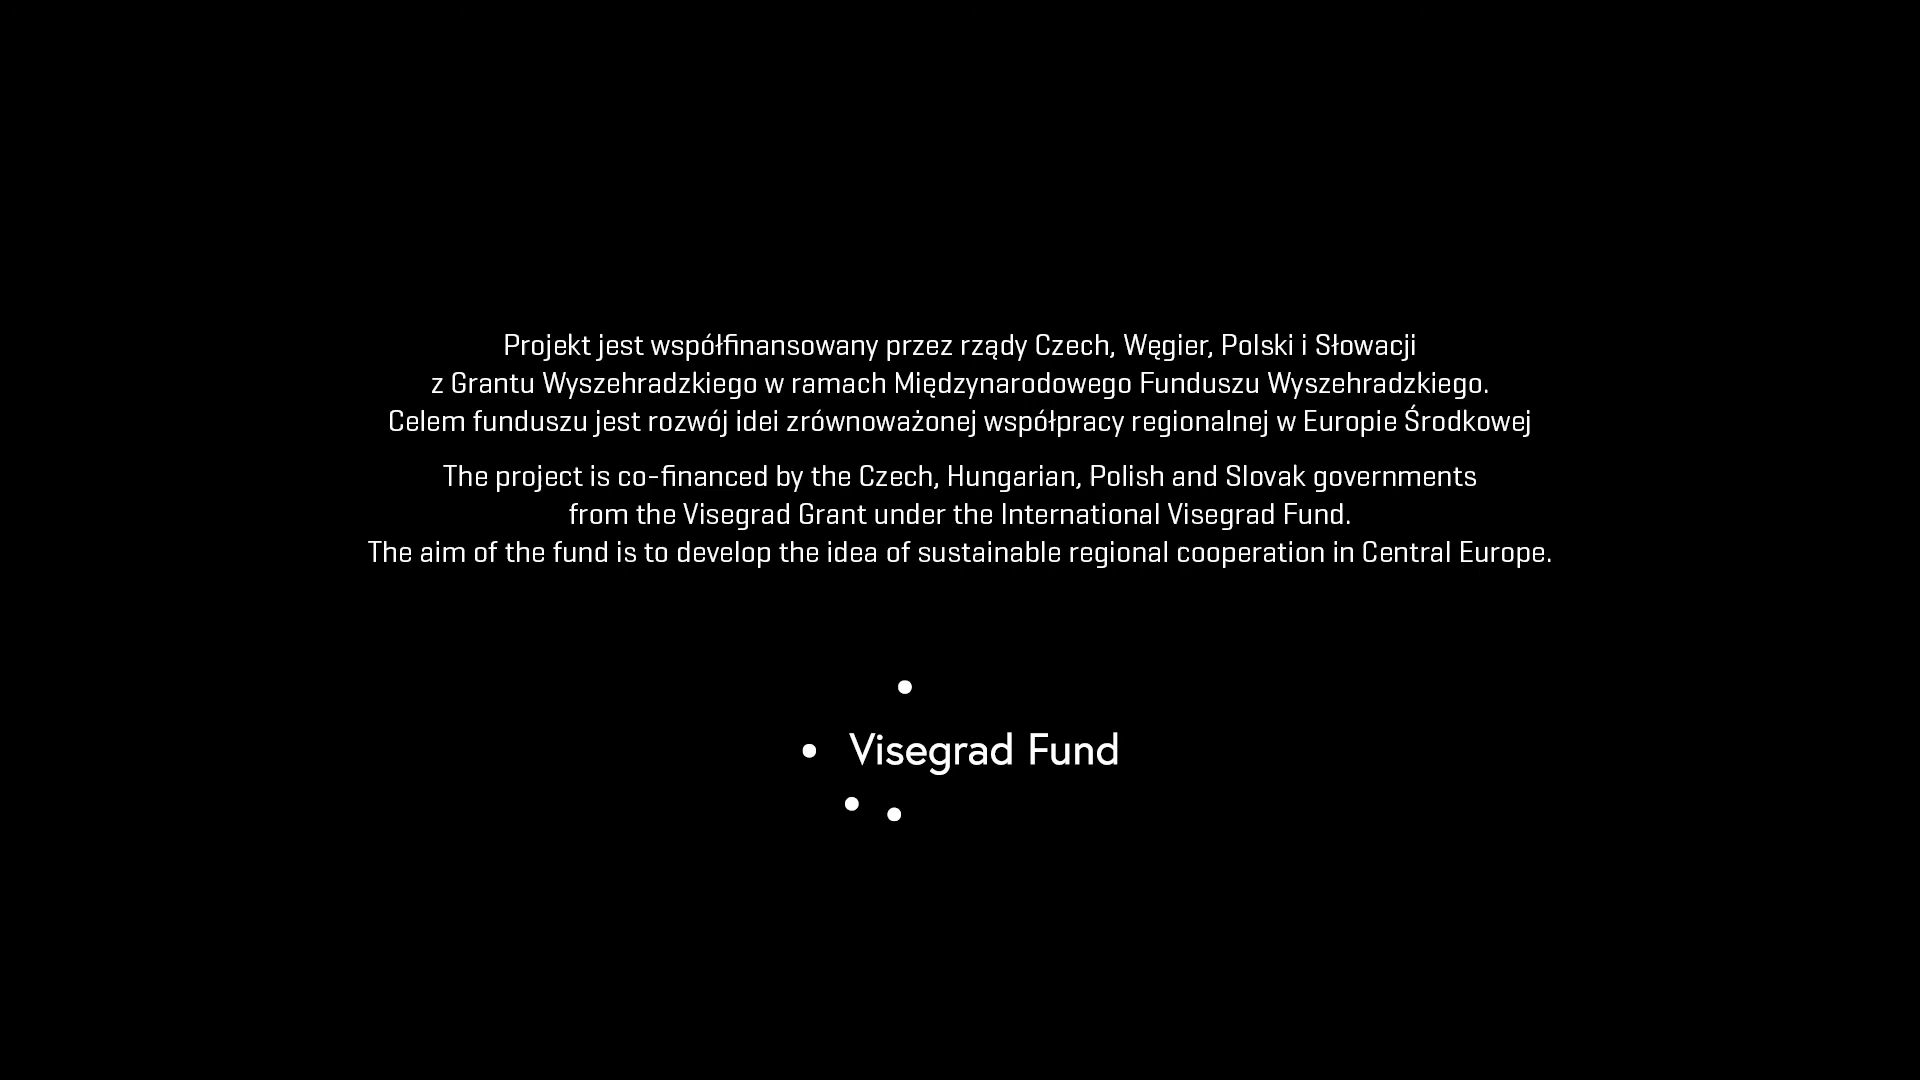 Projekt jest współfinansowany przez rządy Czech, Węgier, Polski i Słowacji
z Grantu Wyszehradzkiego w ramach Międzynarodowego Funduszu Wyszehradzkiego.
Celem funduszu jest rozwój idei zrównoważonej współpracy regionalnej w Europie Środkowej
The project is co-financed by the Czech, Hungarian, Polish and Slovak governments
from the Visegrad Grant under the International Visegrad Fund.
The aim of the fund is to develop the idea of sustainable regional cooperation in Central Europe.
Visegrad Fund